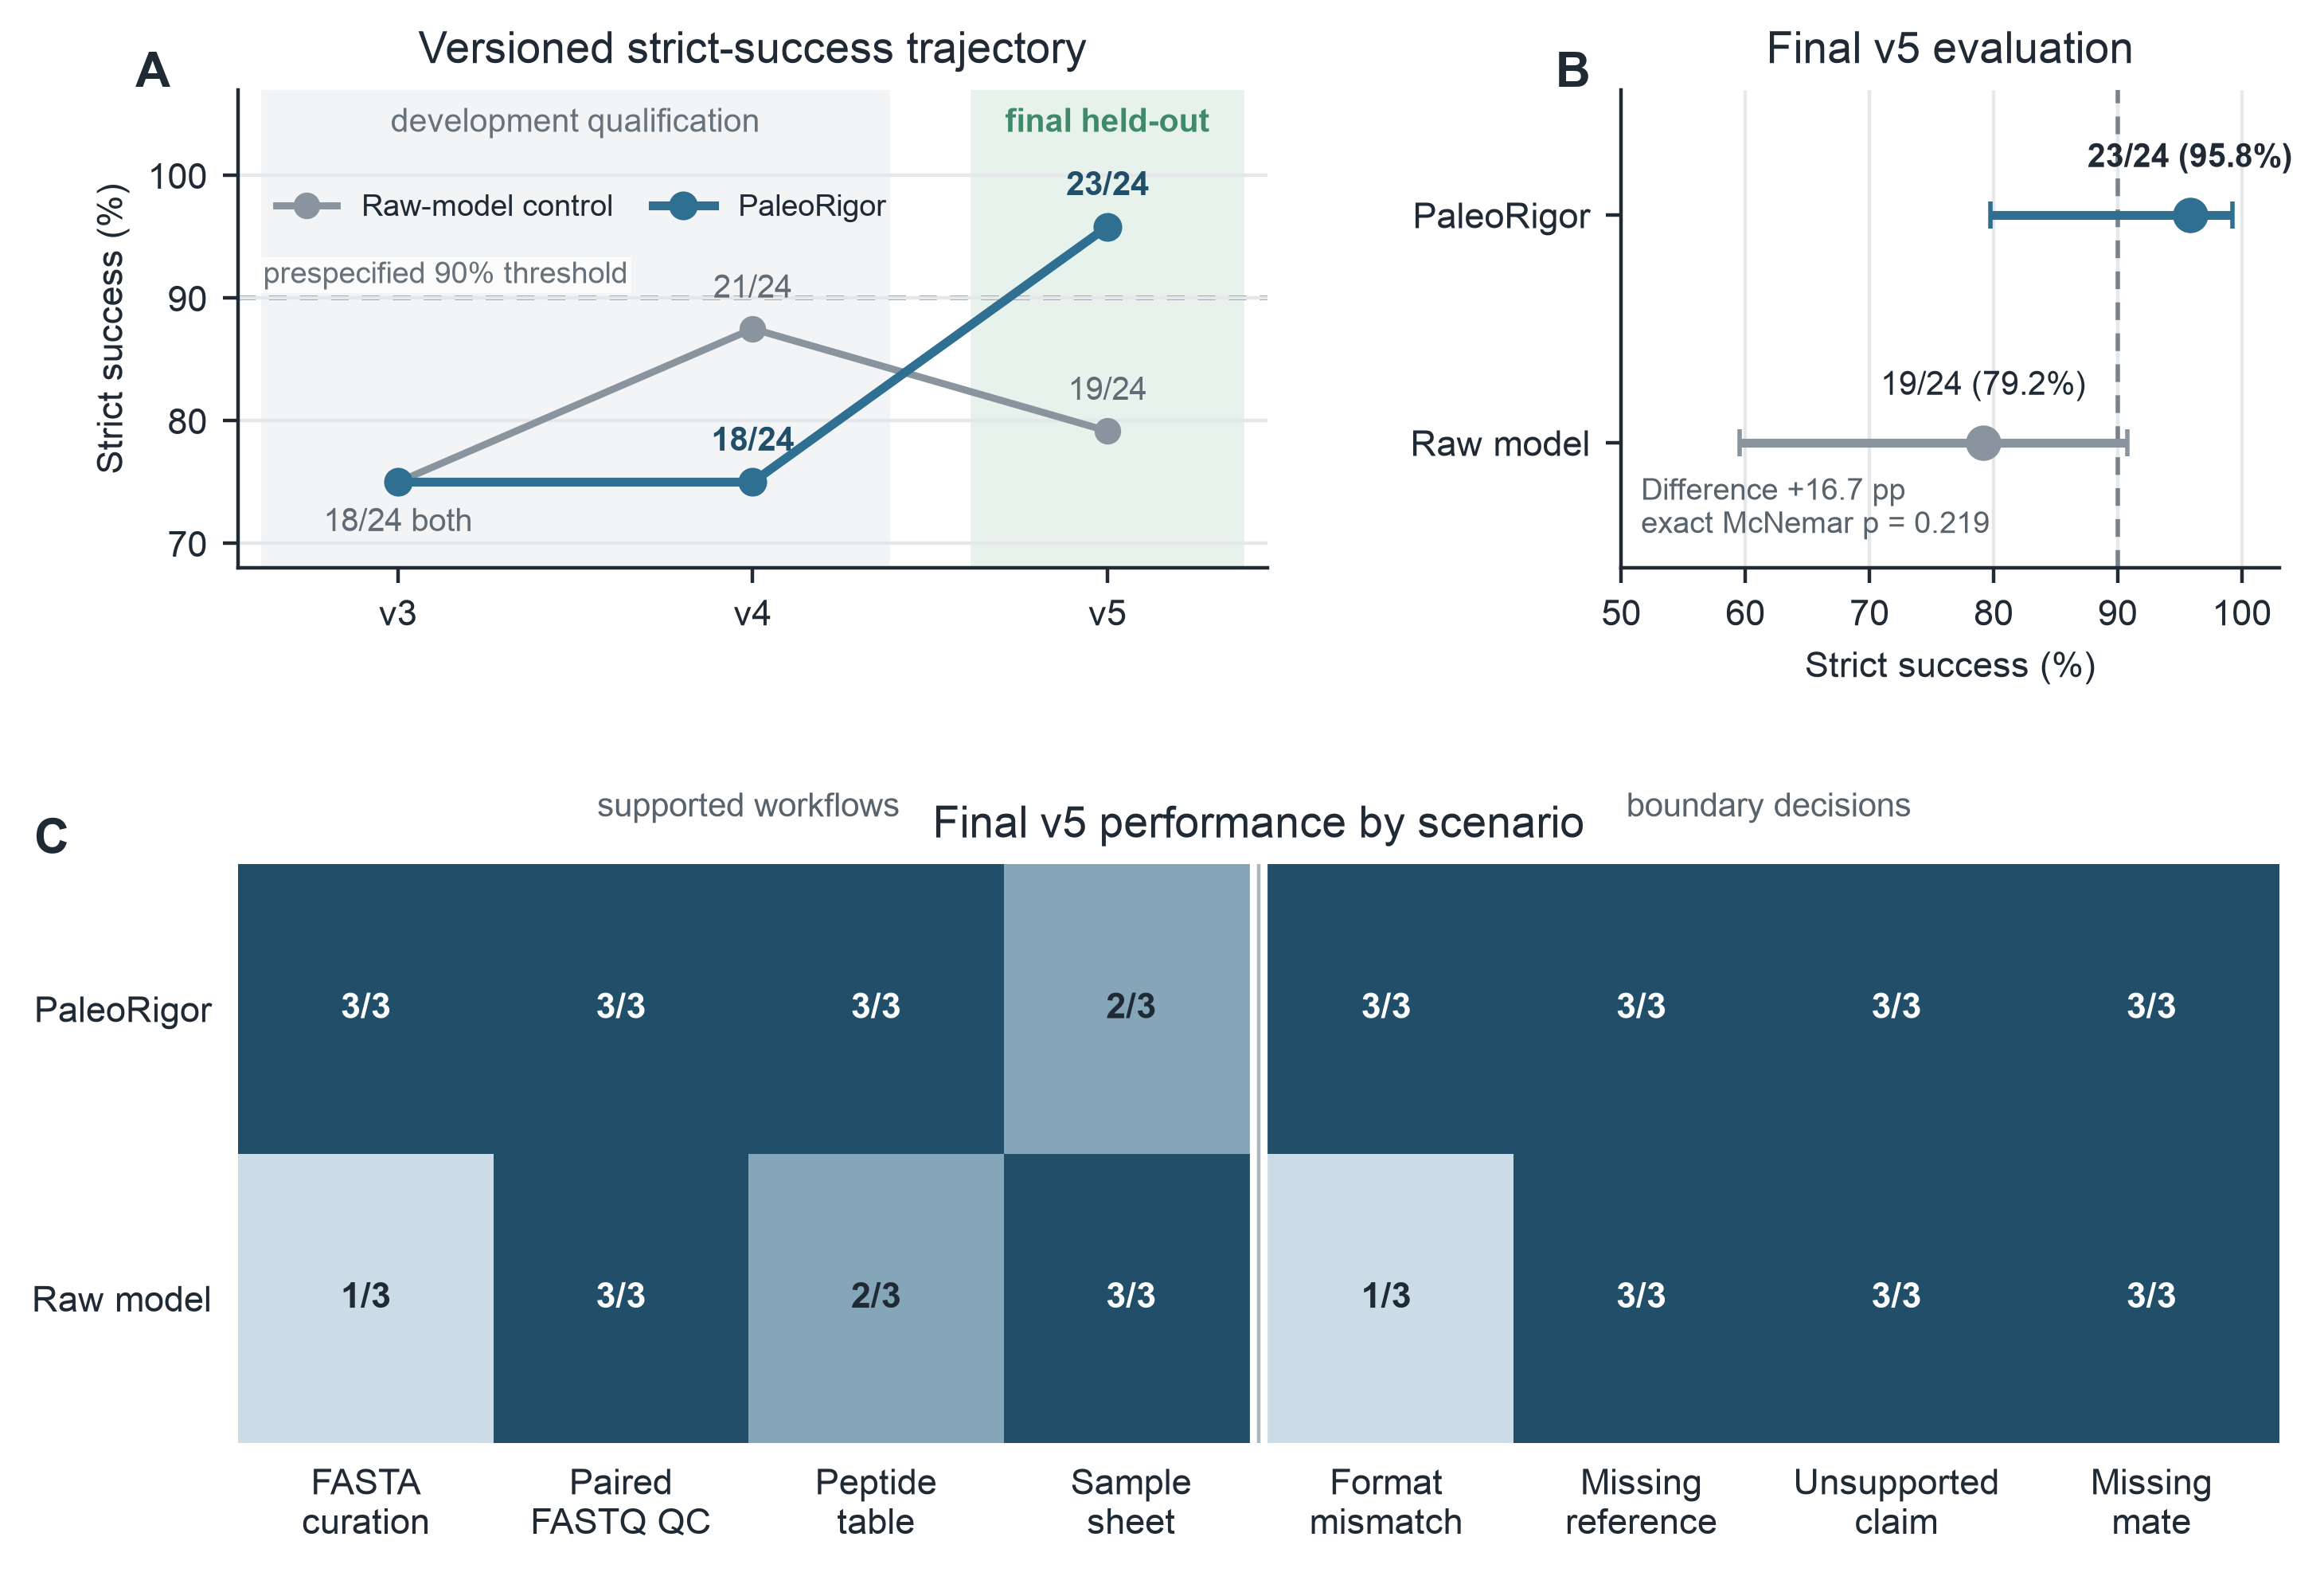 A
Versioned strict-success trajectory
development qualification
final held-out
Raw-model control
PaleoRigor
prespecified 90% threshold
23/24
21/24
19/24
18/24
18/24 both
Strict success (%)
100
90
80
70
v3
v4
v5
B
Final v5 evaluation
23/24 (95.8%)
PaleoRigor
19/24 (79.2%)
Raw model
Difference +16.7 pp
exact McNemar p = 0.219
50
60
70
80
90
100
Strict success (%)
C
supported workflows
Final v5 performance by scenario
boundary decisions
PaleoRigor
3/3
3/3
3/3
2/3
3/3
3/3
3/3
3/3
Raw model
1/3
3/3
2/3
3/3
1/3
3/3
3/3
3/3
FASTA
curation
Paired
FASTQ QC
Peptide
table
Sample
sheet
Format
mismatch
Missing
reference
Unsupported
claim
Missing
mate